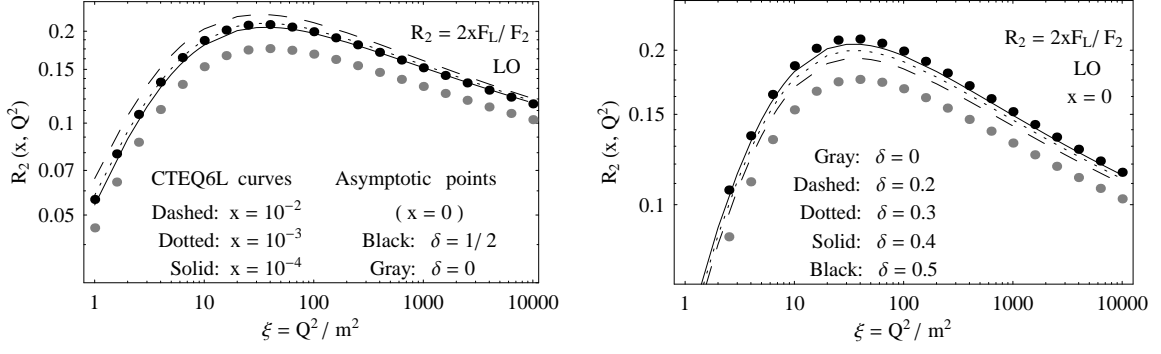 R2 (x, Q2)
0.2
0.15
0.1
0.07
0.05
R2 = 2xFL/ F2
LO
CTEQ6L curves
Dashed: x = 10-2
Dotted: x = 10-3
Solid: x = 10-4
Asymptotic points
( x = 0 )
Black: δ = 1/ 2
Gray: δ = 0
1 10 100 1000 10000
ξ = Q2/ m2
R2 (x, Q2)
0.2
0.15
0.1
R2 = 2xFL/ F2
LO
x = 0
Gray: δ = 0
Dashed: δ = 0.2
Dotted: δ = 0.3
Solid: δ = 0.4
Black: δ = 0.5
1 10 100 1000 10000
ξ = Q2/ m2